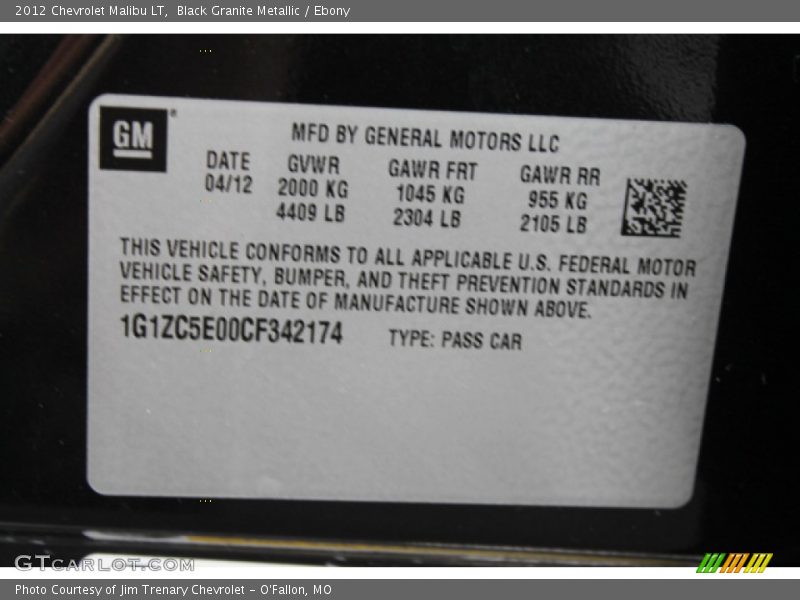 2012 Chevrolet Malibu LT, Black Granite Metallic / Ebony
GM®
MFD BY GENERAL MOTORS LLC
DATE GVWR GAWR FRT GAWR RR
04/12 2000 KG 1045 KG 955 KG
4409 LB 2304 LB 2105 LB
THIS VEHICLE CONFORMS TO ALL APPLICABLE U.S. FEDERAL MOTOR
VEHICLE SAFETY, BUMPER, AND THEFT PREVENTION STANDARDS IN
EFFECT ON THE DATE OF MANUFACTURE SHOWN ABOVE.
1G1ZC5E00CF342174 TYPE: PASS CAR
GTCARLOT.COM
Photo Courtesy of Jim Trenary Chevrolet - O'Fallon, MO